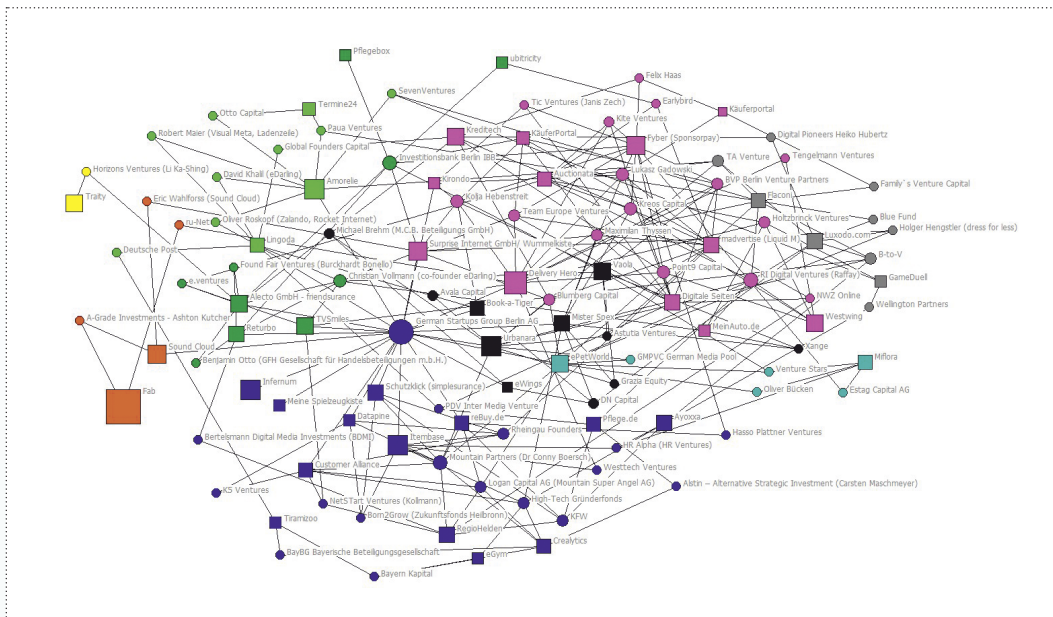 Pflegebox
ubitricity
Felix Haas
SevenVentures
Tic Ventures (Janis Zech)
Earlybird
Käuferportal
Otto Capital
Termine24
Kite Ventures
Robert Maier (Visual Meta, Ladenzeile)
Paua Ventures
Kreditech
KäuferPortal
Fyber (Sponsorpay)
Digital Pioneers Heiko Hubertz
Global Founders Capital
Investitionsbank Berlin IBB
TA Venture
Tengelmann Ventures
Horizons Ventures (Li Ka-Shing)
David Khalil (eDarling)
Amorelie
Kirondo
Auctionata
Lukasz Gadowski
BVP Berlin Venture Partners
Family`s Venture Capital
Traity
Eric Wahlforss (Sound Cloud)
Kolja Hebenstreit
Kreos Capital
Flaconi
ru-Net
Oliver Roskopf (Zalando, Rocket Internet)
Team Europe Ventures
Holtzbrinck Ventures
Blue Fund
Michael Brehm (M.C.B. Beteiligungs GmbH)
Maximilan Thyssen
Holger Hengstler (dress for less)
Deutsche Post
Lingoda
Surprise Internet GmbH/ Wummelkiste
madvertise (Liquid M)
Luxodo.com
Found Fair Ventures (Burckhardt Bonello)
Vaola
Point9 Capital
B-to-V
e.ventures
Christian Vollmann (co-founder eDarling)
Delivery Hero
RI Digital Ventures (Raffay)
GameDuell
Alecto GmbH - friendsurance
Ayala Capital
Blumberg Capital
Digitale Seiten
NWZ Online
Wellington Partners
A-Grade Investments - Ashton Kutcher
TVSmiles
Book-a-Tiger
German Startups Group Berlin AG
Mister Spex
Westwing
Returbo
Astutia Ventures
MeinAuto.de
Sound Cloud
Urbanara
Xange
Benjamin Otto (GFH Gesellschaft für Handelsbeteiligungen m.b.H.)
ePetWorld
GMPVC German Media Pool
Miflora
Venture Stars
Fab
Infernum
Schutzklick (simplesurance)
eWings
Grazia Equity
Oliver Bücken
Estag Capital AG
Meine Spielzeugkiste
PDV Inter Media Venture
DN Capital
Datapine
reBuy.de
Pflege.de
Ayoxxa
Bertelsmann Digital Media Investments (BDMI)
Itembase
Rheingau Founders
HR Alpha (HR Ventures)
Hasso Plattner Ventures
Customer Alliance
Mountain Partners (Dr Conny Boersch)
Westtech Ventures
K5 Ventures
Logan Capital AG (Mountain Super Angel AG)
Alstin -- Alternative Strategic Investment (Carsten Maschmeyer)
NetSTart Ventures (Kollmann)
High-Tech Gründerfonds
Tiramizoo
Born2Grow (Zukunftsfonds Heilbronn)
KFW
RegioHelden
BayBG Bayerische Beteiligungsgesellschaft
eGym
Crealytics
Bayern Kapital